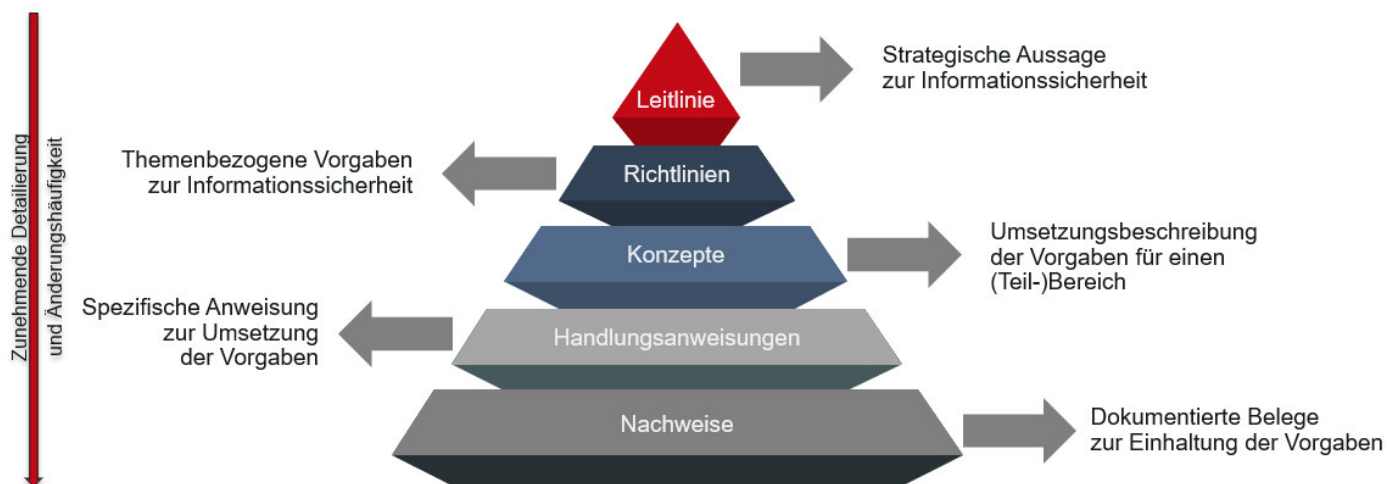 Zunehmende Detailierung
und Änderungshäufigkeit
Leitlinie
Strategische Aussage
zur Informationssicherheit
Themenbezogene Vorgaben
zur Informationssicherheit
Richtlinien
Konzepte
Umsetzungsbeschreibung
der Vorgaben für einen
(Teil-)Bereich
Spezifische Anweisung
zur Umsetzung
der Vorgaben
Handlungsanweisungen
Nachweise
Dokumentierte Belege
zur Einhaltung der Vorgaben